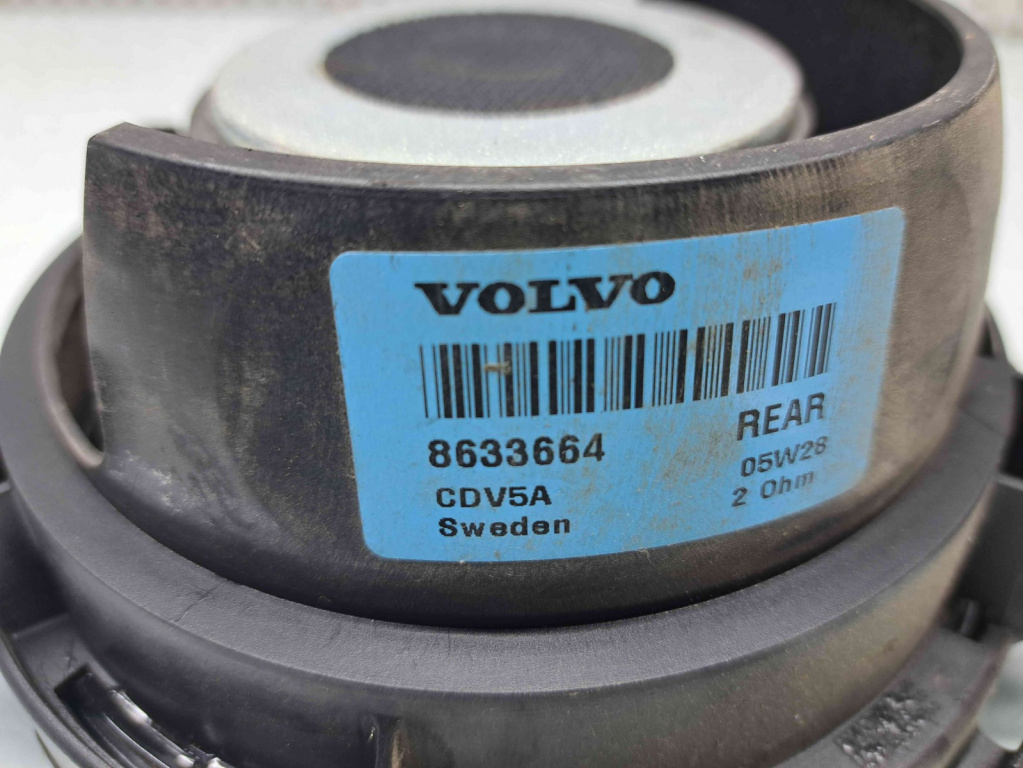 VOLVO
8633664
REAR
CDV5A
05W28
Sweden
2 Ohm